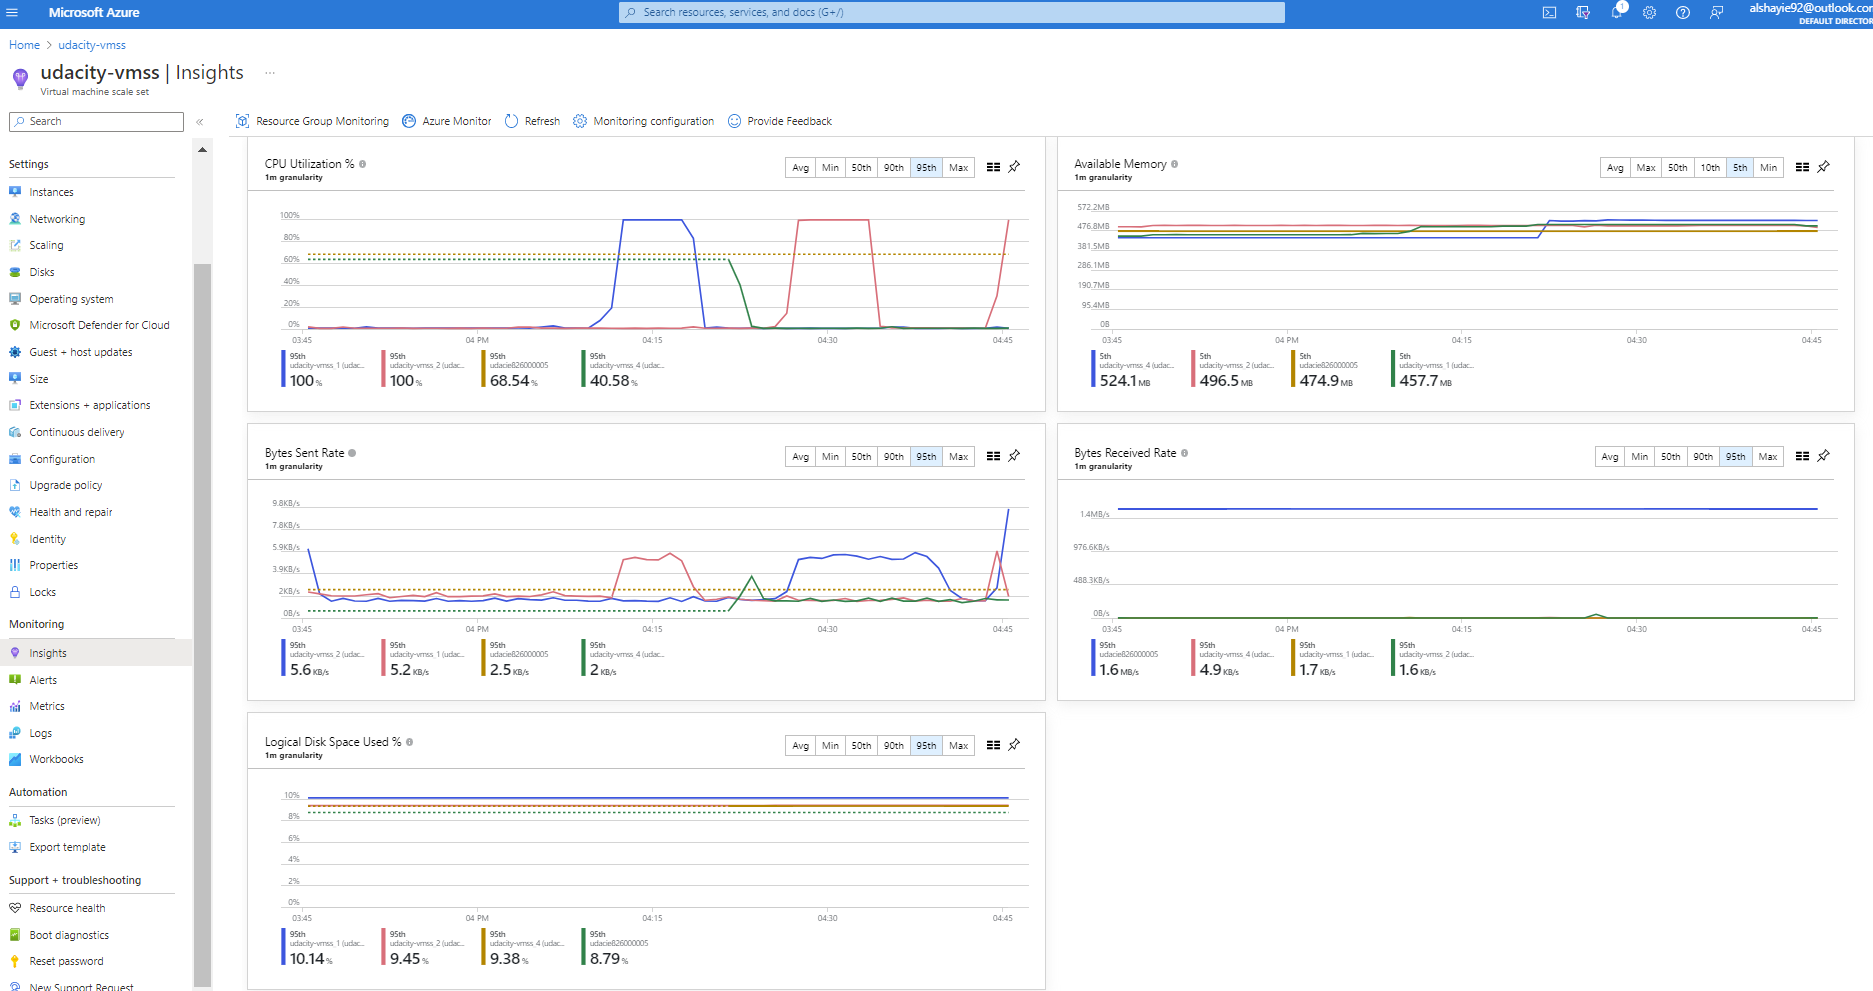 Microsoft Azure
Search resources, services, and docs (G+/)
1
alshayie92@outlook.com
DEFAULT DIRECTOR
Home > udacity-vmss
udacity-vmss | Insights ...
Virtual machine scale set
Search
«
Resource Group Monitoring
Azure Monitor
Refresh
Monitoring configuration
Provide Feedback
Settings
Instances
Networking
Scaling
Disks
Operating system
Microsoft Defender for Cloud
Guest + host updates
Size
Extensions + applications
Continuous delivery
Configuration
Upgrade policy
Health and repair
Identity
Properties
Locks
Monitoring
Insights
Alerts
Metrics
Logs
Workbooks
Automation
Tasks (preview)
Export template
Support + troubleshooting
Resource health
Boot diagnostics
Reset password
New Support Request
CPU Utilization %
1m granularity
Avg Min 50th 90th 95th Max
100%
80%
60%
40%
20%
0%
03:45 04 PM 04:15 04:30 04:45
95th
udacity-vmss_1 (udac...
100 %
95th
udacity-vmss_2 (udac...
100 %
95th
udacie826000005
68.54 %
95th
udacity-vmss_4 (udac...
40.58 %
Available Memory
1m granularity
Avg Max 50th 10th 5th Min
572.2MB
476.8MB
381.5MB
286.1MB
190.7MB
95.4MB
0B
03:45 04 PM 04:15 04:30 04:45
5th
udacity-vmss_4 (udac...
524.1 MB
5th
udacity-vmss_2 (udac...
496.5 MB
5th
udacie826000005
474.9 MB
5th
udacity-vmss_1 (udac...
457.7 MB
Bytes Sent Rate
1m granularity
Avg Min 50th 90th 95th Max
9.8KB/s
7.8KB/s
5.9KB/s
3.9KB/s
2KB/s
0B/s
03:45 04 PM 04:15 04:30 04:45
95th
udacity-vmss_2 (udac...
5.6 KB/s
95th
udacity-vmss_1 (udac...
5.2 KB/s
95th
udacie826000005
2.5 KB/s
95th
udacity-vmss_4 (udac...
2 KB/s
Bytes Received Rate
1m granularity
Avg Min 50th 90th 95th Max
1.4MB/s
976.6KB/s
488.3KB/s
0B/s
03:45 04 PM 04:15 04:30 04:45
95th
udacie826000005
1.6 MB/s
95th
udacity-vmss_4 (udac...
4.9 KB/s
95th
udacity-vmss_1 (udac...
1.7 KB/s
95th
udacity-vmss_2 (udac...
1.6 KB/s
Logical Disk Space Used %
1m granularity
Avg Min 50th 90th 95th Max
10%
8%
6%
4%
2%
0%
03:45 04 PM 04:15 04:30 04:45
95th
udacity-vmss_1 (udac...
10.14 %
95th
udacity-vmss_2 (udac...
9.45 %
95th
udacity-vmss_4 (udac...
9.38 %
95th
udacie826000005
8.79 %